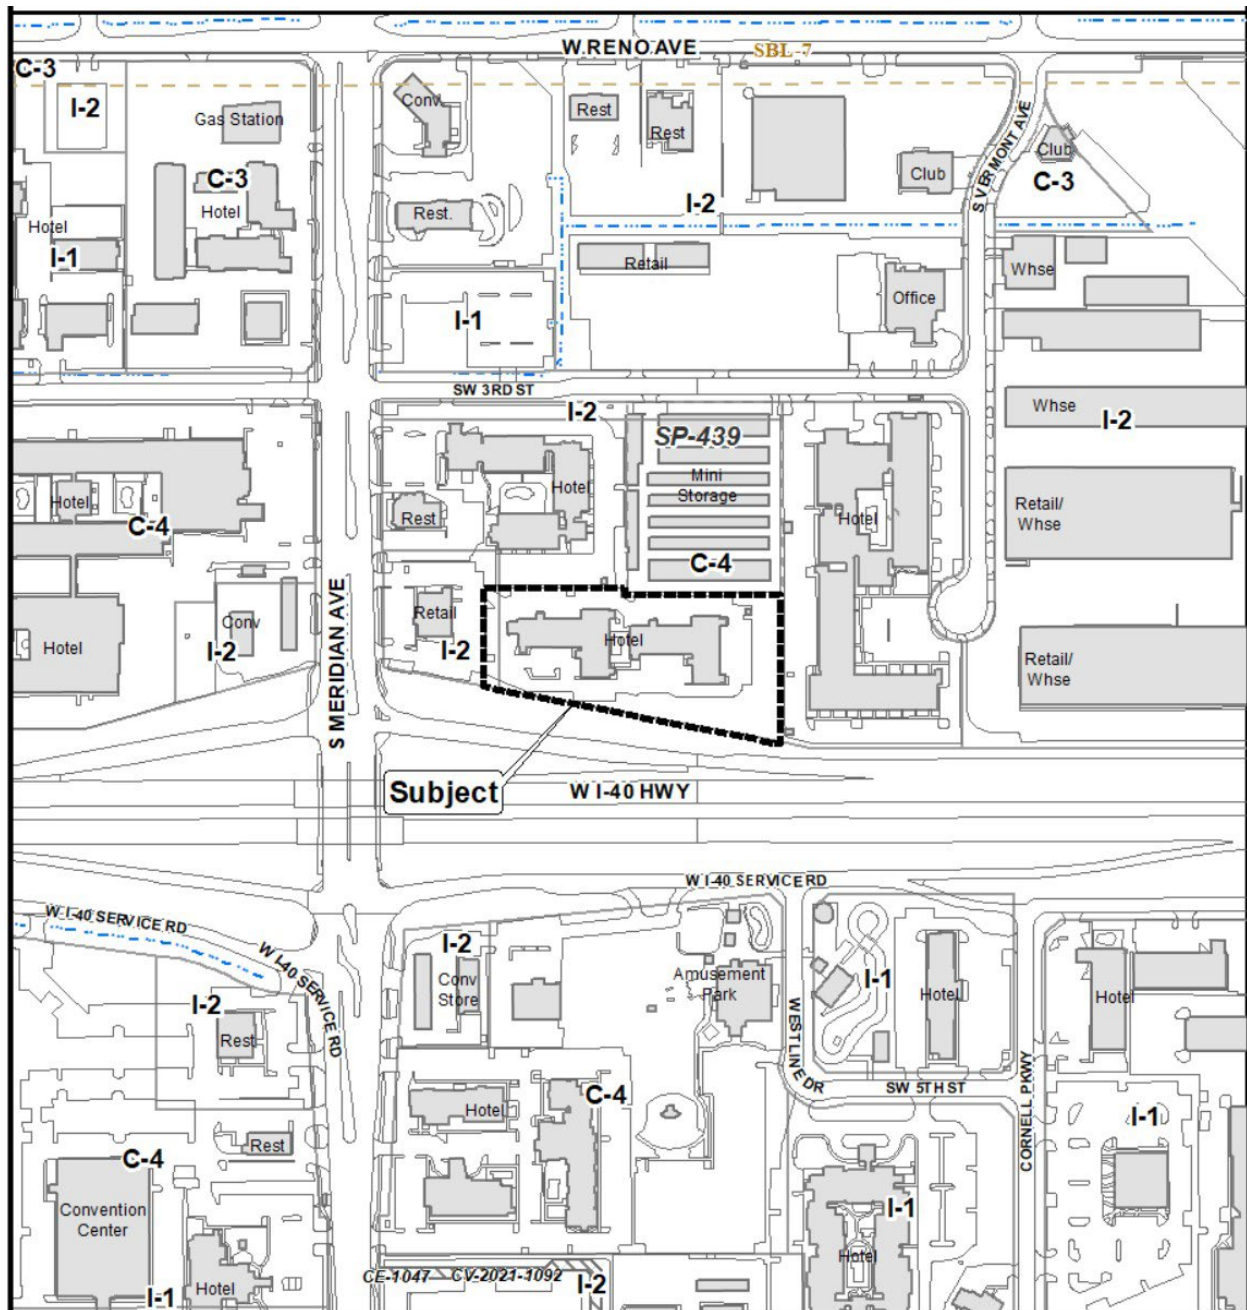 W RENO AVE
SBL-7
C-3
I-2
Gas Station
Conv
Rest
Rest
Club
Club
S VERMONT AVE
C-3
C-3
Hotel
Hotel
I-1
Rest.
I-2
Retail
Whse
Office
I-1
SW 3RD ST
I-2
SP-439
Mini
Storage
Whse
I-2
Hotel
C-4
Rest
Hotel
Hotel
Retail/
Whse
C-4
S MERIDIAN AVE
Conv
I-2
Hotel
Retail
I-2
Hotel
Retail/
Whse
Subject
W I-40 HWY
W I-40 SERVICE RD
W I-40 SERVICE RD
W I-40 SERVICE RD
I-2
Conv
Store
Amusement
Park
I-1
Hotel
Hotel
I-2
Rest
WESTLINE DR
SW 5TH ST
CORNELL PKWY
Hotel
C-4
I-1
Rest
C-4
Convention
Center
I-1
Hotel
I-1
Hotel
CE-1047
CV-2021-1092
I-2